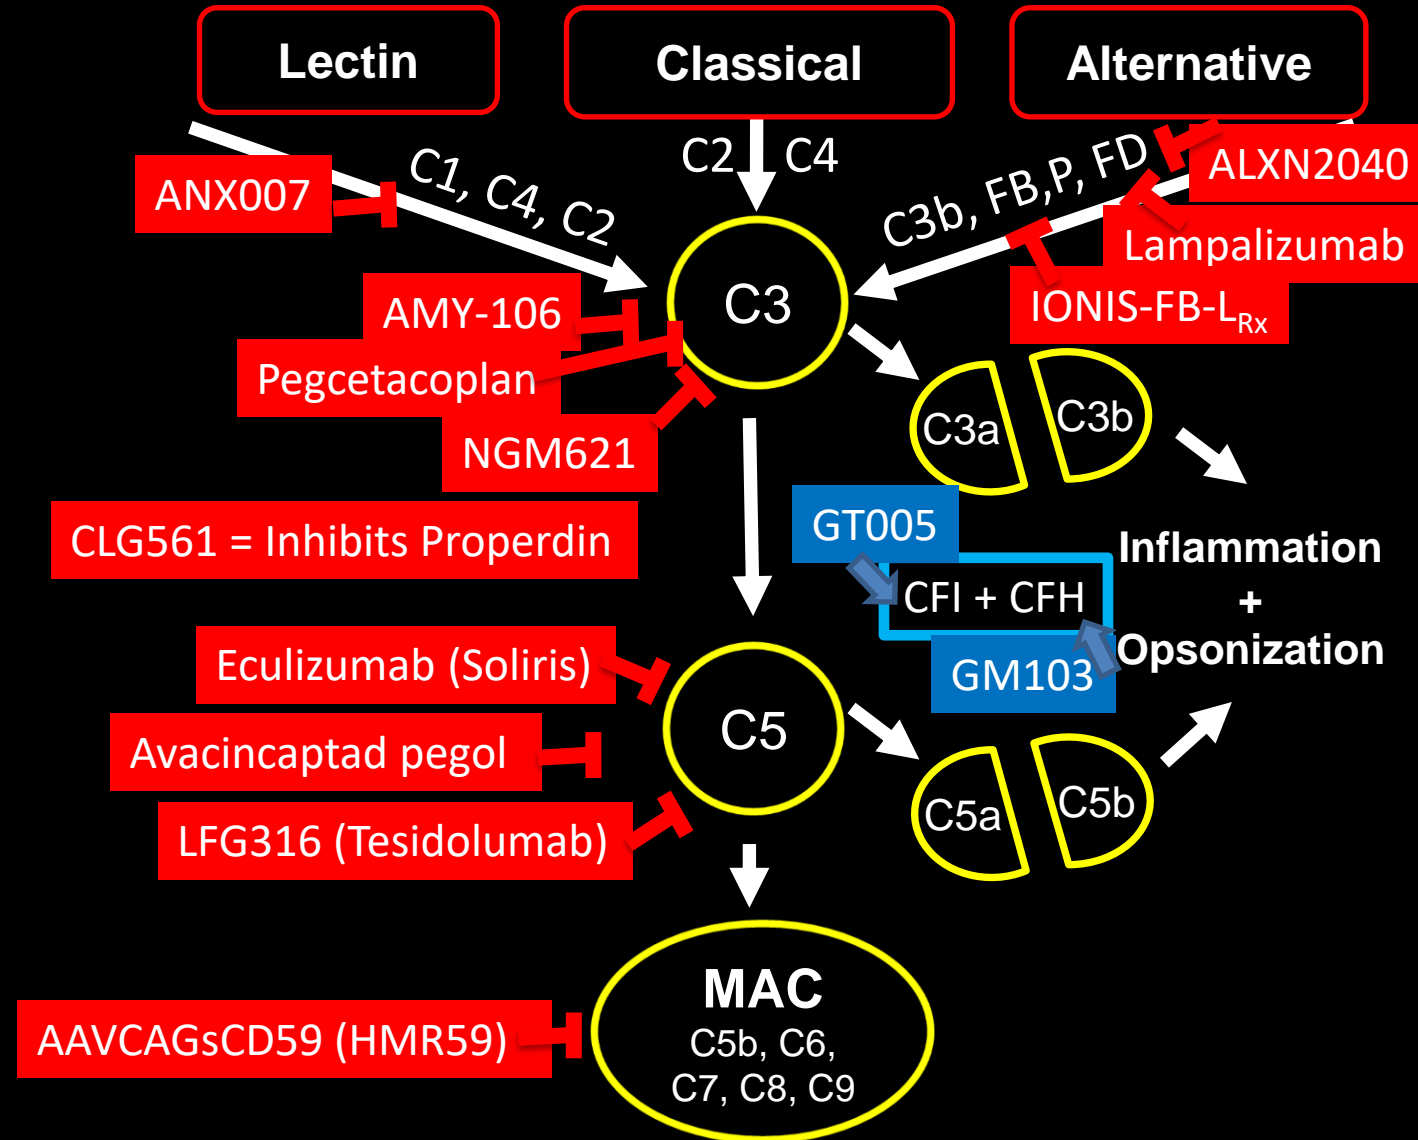 Lectin
Classical
Alternative
C2 C4
C1, C4, C2
C3b, FB,P, FD
ANX007
ALXN2040
Lampalizumab
IONIS-FB-LRx
C3
AMY-106
Pegcetacoplan
NGM621
C3a
C3b
CLG561 = Inhibits Properdin
GT005
CFI + CFH
GM103
Inflammation
+
Opsonization
Eculizumab (Soliris)
Avacincaptad pegol
LFG316 (Tesidolumab)
C5
C5a
C5b
MAC
C5b, C6,
C7, C8, C9
AAVCAGsCD59 (HMR59)